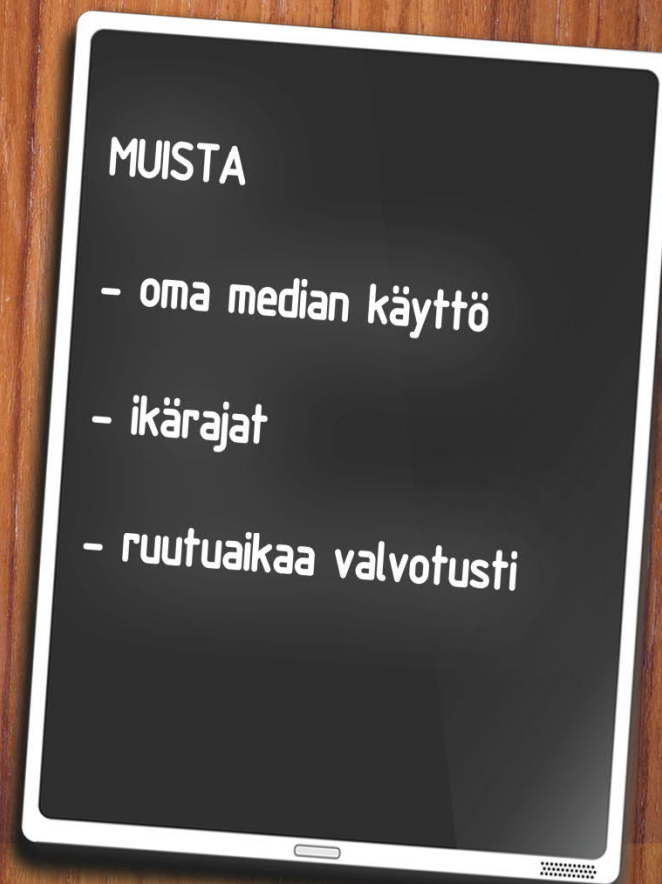 MUISTA
- oma median käyttö
- ikärajat
- ruutuaikaa valvotusti